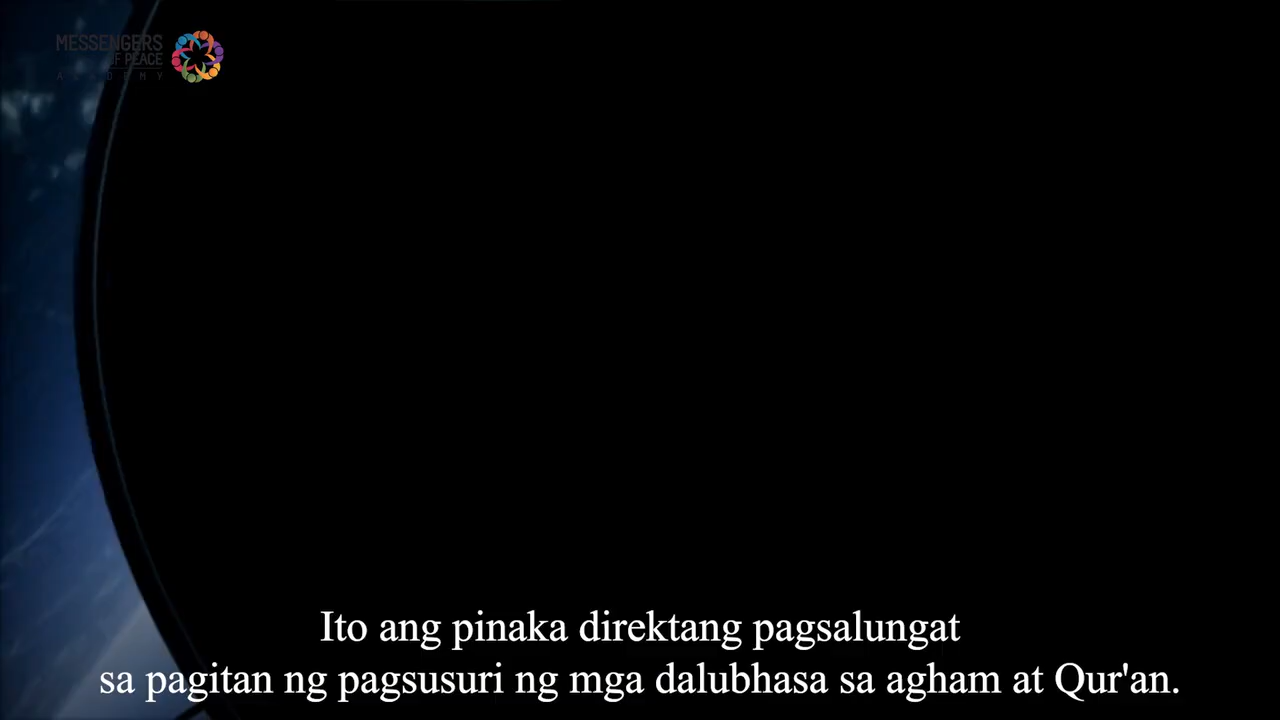 MESSENGERS
OF PEACE
ACADEMY
Ito ang pinaka direktang pagsalungat
sa pagitan ng pagsusuri ng mga dalubhasa sa agham at Qur'an.